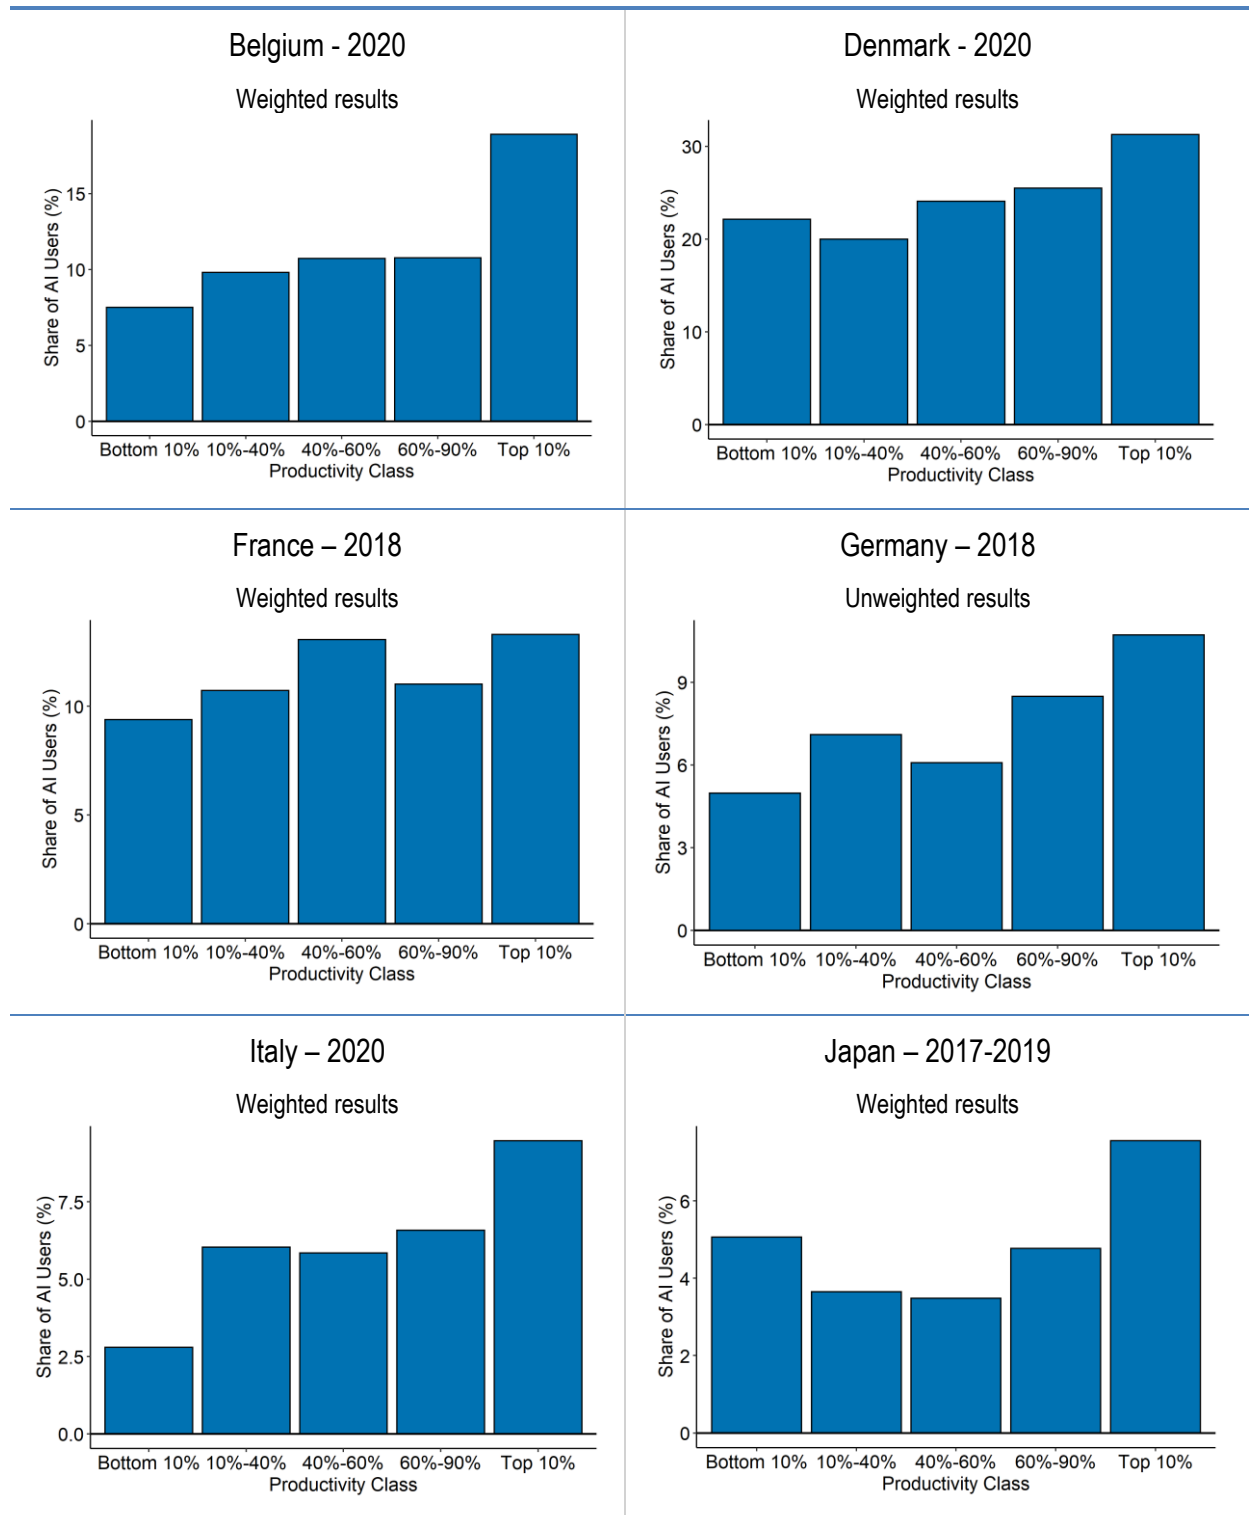 Belgium - 2020
Weighted results
Share of AI Users (%)
15
10
5
0
Bottom 10% 10%-40% 40%-60% 60%-90% Top 10%
Productivity Class
Denmark - 2020
Weighted results
Share of AI Users (%)
30
20
10
0
Bottom 10% 10%-40% 40%-60% 60%-90% Top 10%
Productivity Class
France – 2018
Weighted results
Share of AI Users (%)
10
5
0
Bottom 10% 10%-40% 40%-60% 60%-90% Top 10%
Productivity Class
Germany – 2018
Unweighted results
Share of AI Users (%)
9
6
3
0
Bottom 10% 10%-40% 40%-60% 60%-90% Top 10%
Productivity Class
Italy – 2020
Weighted results
Share of AI Users (%)
7.5
5.0
2.5
0.0
Bottom 10% 10%-40% 40%-60% 60%-90% Top 10%
Productivity Class
Japan – 2017-2019
Weighted results
Share of AI Users (%)
6
4
2
0
Bottom 10% 10%-40% 40%-60% 60%-90% Top 10%
Productivity Class